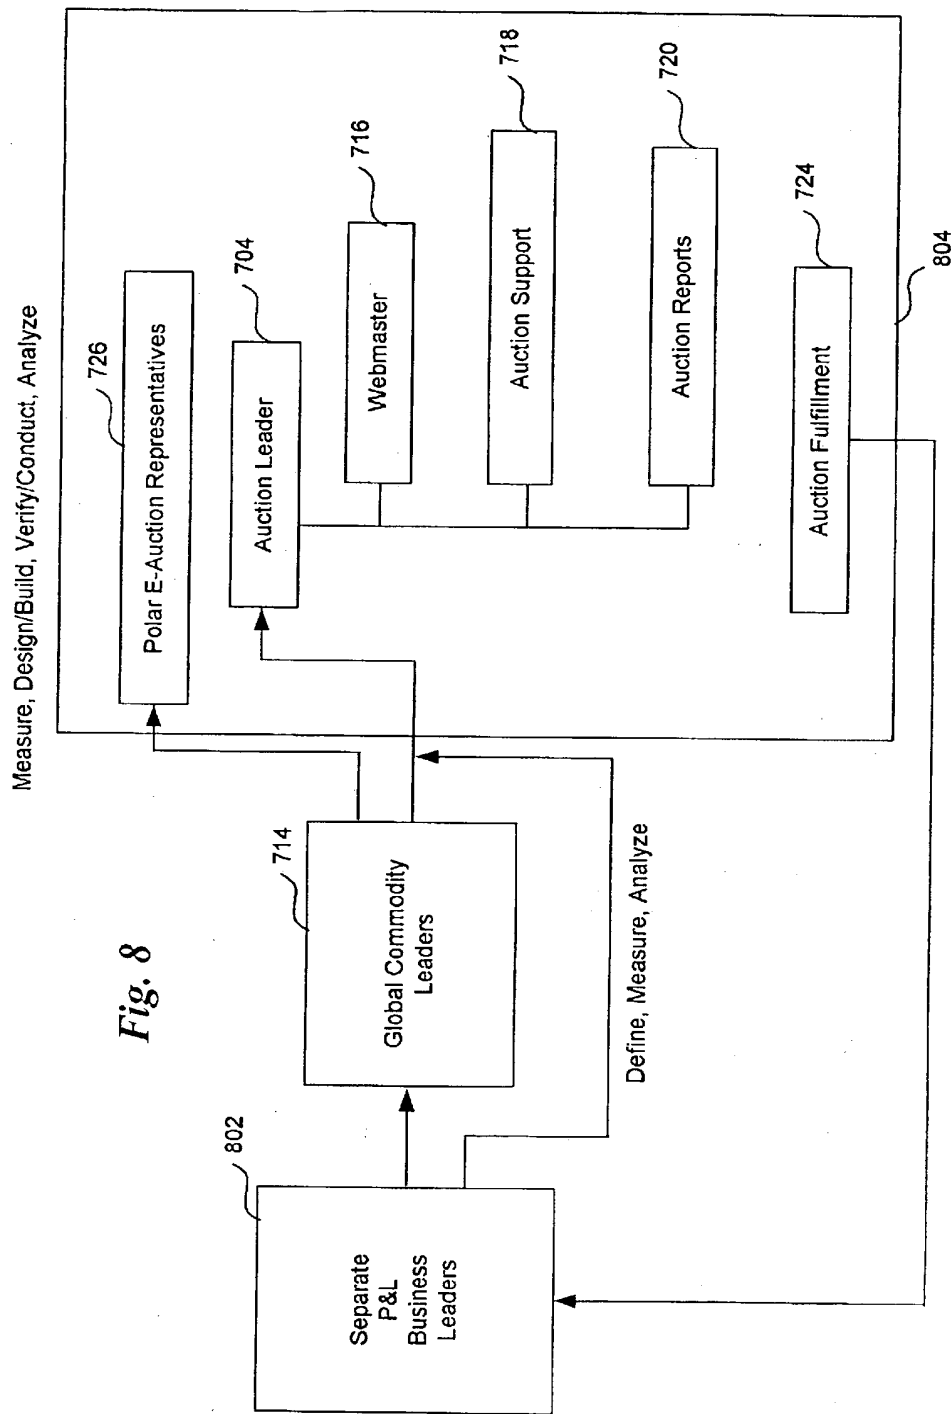 Fig. 8
Measure, Design/Build, Verify/Conduct, Analyze
802
Separate
P&L
Business
Leaders
714
Global Commodity
Leaders
Define, Measure, Analyze
726
Polar E-Auction Representatives
704
Auction Leader
716
Webmaster
718
Auction Support
720
Auction Reports
724
Auction Fulfillment
804